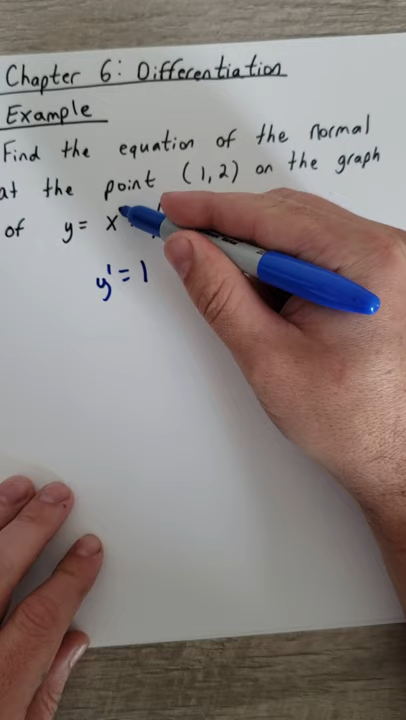 Chapter 6: Differentiation
Example
Find the equation of the normal
at the point (1,2) on the graph
of y = x
y' = 1